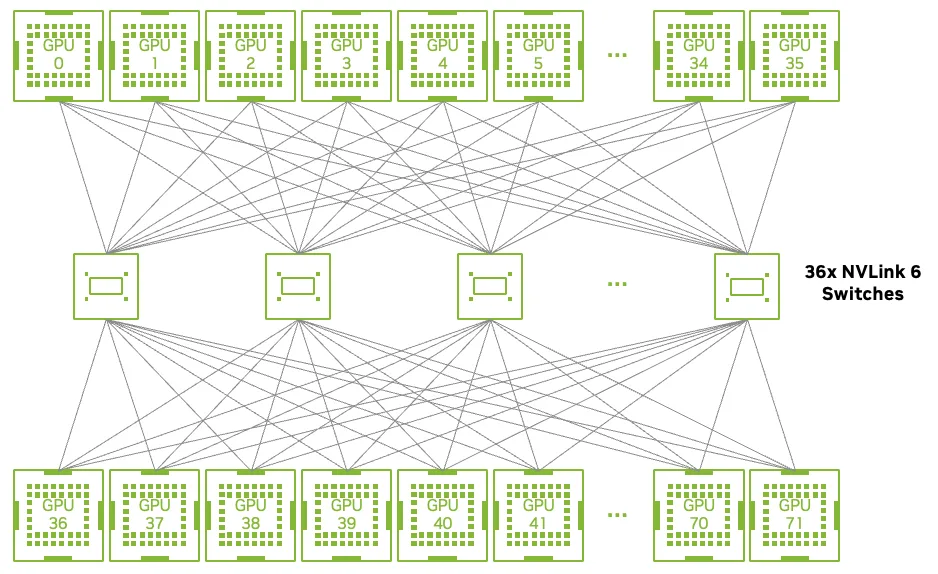 GPU
0
GPU
1
GPU
2
GPU
3
GPU
4
GPU
5
...
GPU
34
GPU
35
...
36x NVLink 6
Switches
GPU
36
GPU
37
GPU
38
GPU
39
GPU
40
GPU
41
...
GPU
70
GPU
71